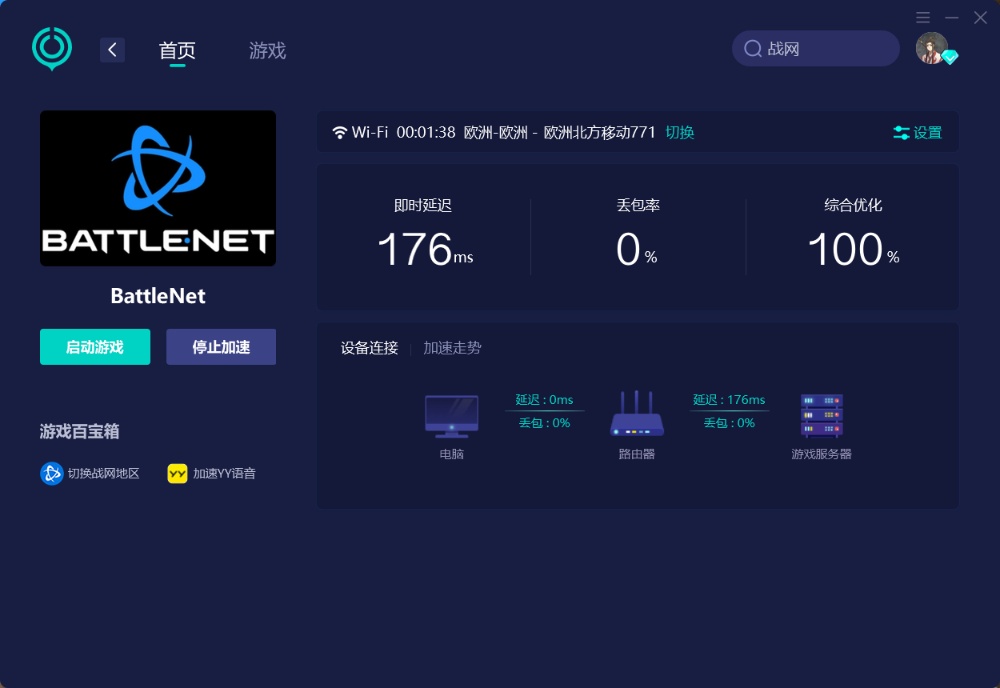 首页
游戏
战网
BATTLE.NET
BattleNet
启动游戏
停止加速
游戏百宝箱
切换战网地区
YY
加速YY语音
Wi-Fi 00:01:38 欧洲-欧洲 - 欧洲北方移动771 切换
设置
即时延迟
176ms
丢包率
0%
综合优化
100%
设备连接
加速走势
延迟 : 0ms
丢包 : 0%
延迟 : 176ms
丢包 : 0%
电脑
路由器
游戏服务器